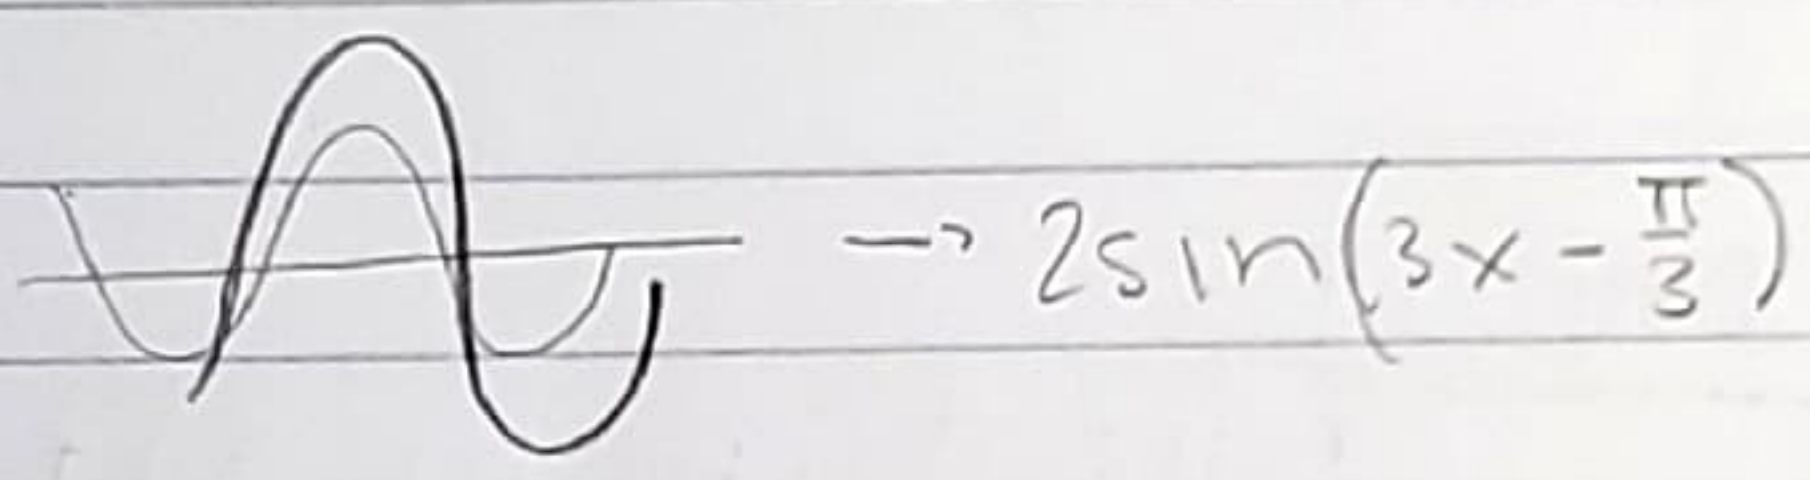 → 2sin(3x - π/3)